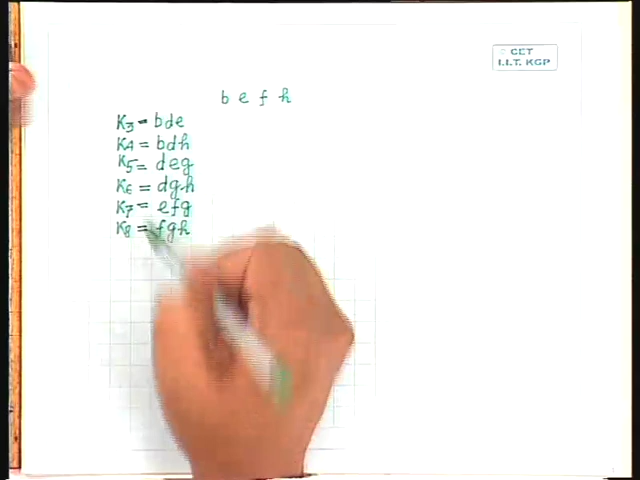 © CET
I.I.T. KGP
b e f h
K3 = bde
K4 = bdh
K5 = deg
K6 = dgh
K7 = efg
K8 = fgh